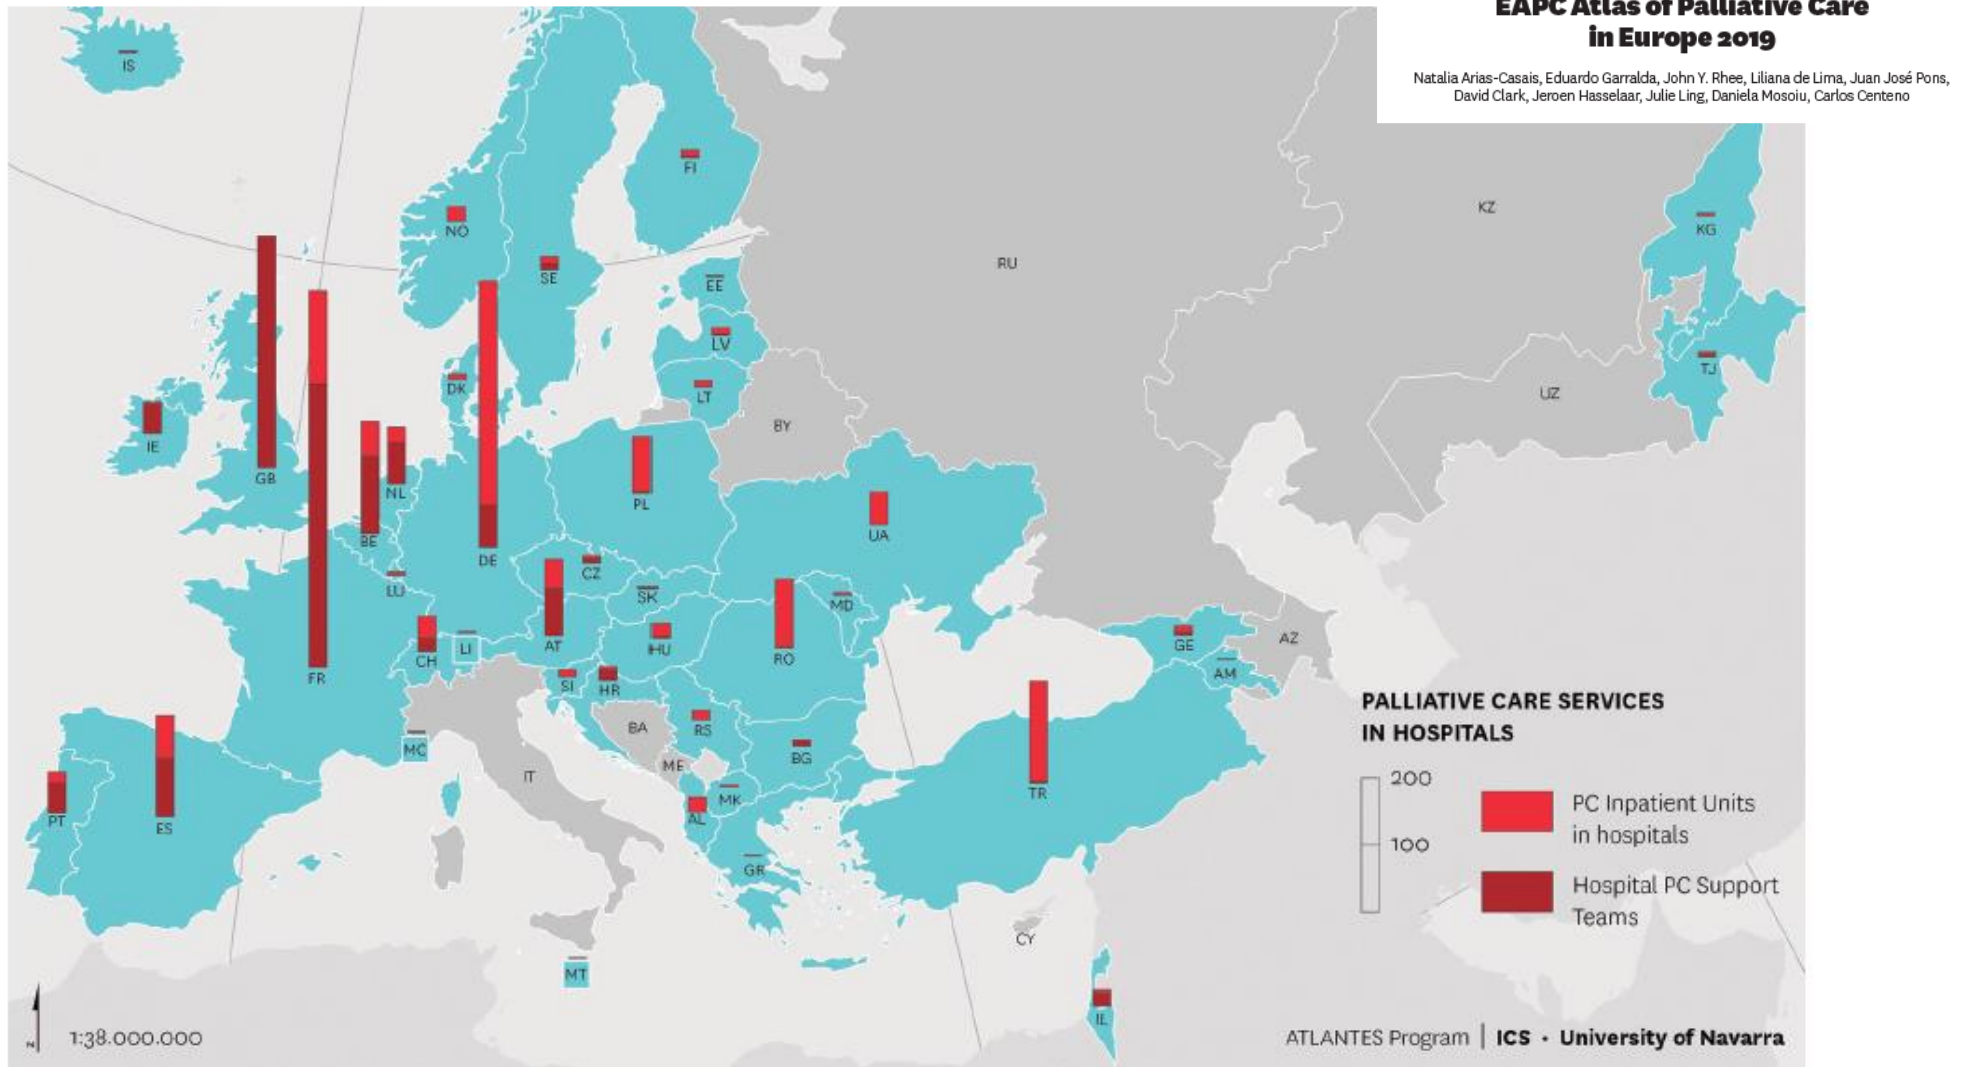 EAPC Atlas of Palliative Care
in Europe 2019
Natalia Arias-Casais, Eduardo Garralda, John Y. Rhee, Liliana de Lima, Juan José Pons,
David Clark, Jeroen Hasselaar, Julie Ling, Daniela Mosoiu, Carlos Centeno
IS
FI
NO
SE
KZ
KG
RU
EE
LV
TJ
DK
LT
UZ
BY
IE
GB
NL
PL
UA
BE
DE
CZ
LU
SK
MD
CH
LI
AT
HU
RO
GE
AZ
AM
FR
SI
HR
RS
BA
BG
ME
MC
IT
MK
TR
AL
PT
ES
GR
CY
MT
IL
PALLIATIVE CARE SERVICES
IN HOSPITALS
200
100
PC Inpatient Units
in hospitals
Hospital PC Support
Teams
N
1:38.000.000
ATLANTES Program | ICS · University of Navarra